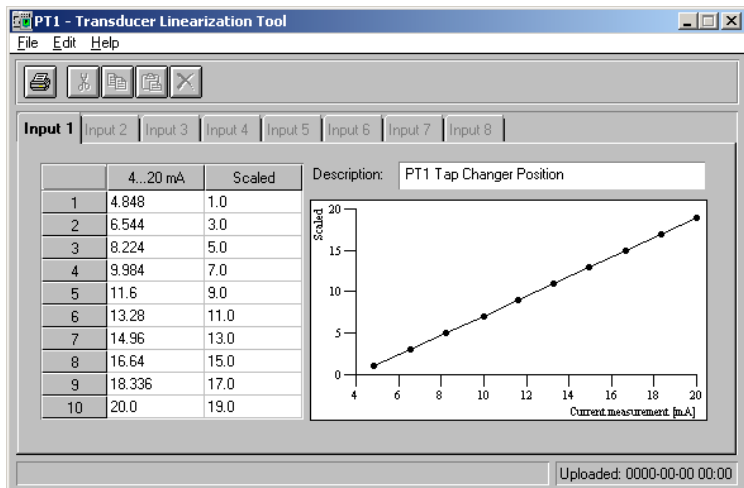 PT1 - Transducer Linearization Tool
File Edit Help
Input 1 Input 2 Input 3 Input 4 Input 5 Input 6 Input 7 Input 8
4...20 mA Scaled
1 4.848 1.0
2 6.544 3.0
3 8.224 5.0
4 9.984 7.0
5 11.6 9.0
6 13.28 11.0
7 14.96 13.0
8 16.64 15.0
9 18.336 17.0
10 20.0 19.0
Description: PT1 Tap Changer Position
Scaled
20
15
10
5
0
4 6 8 10 12 14 16 18 20
Current measurement [mA]
Uploaded: 0000-00-00 00:00